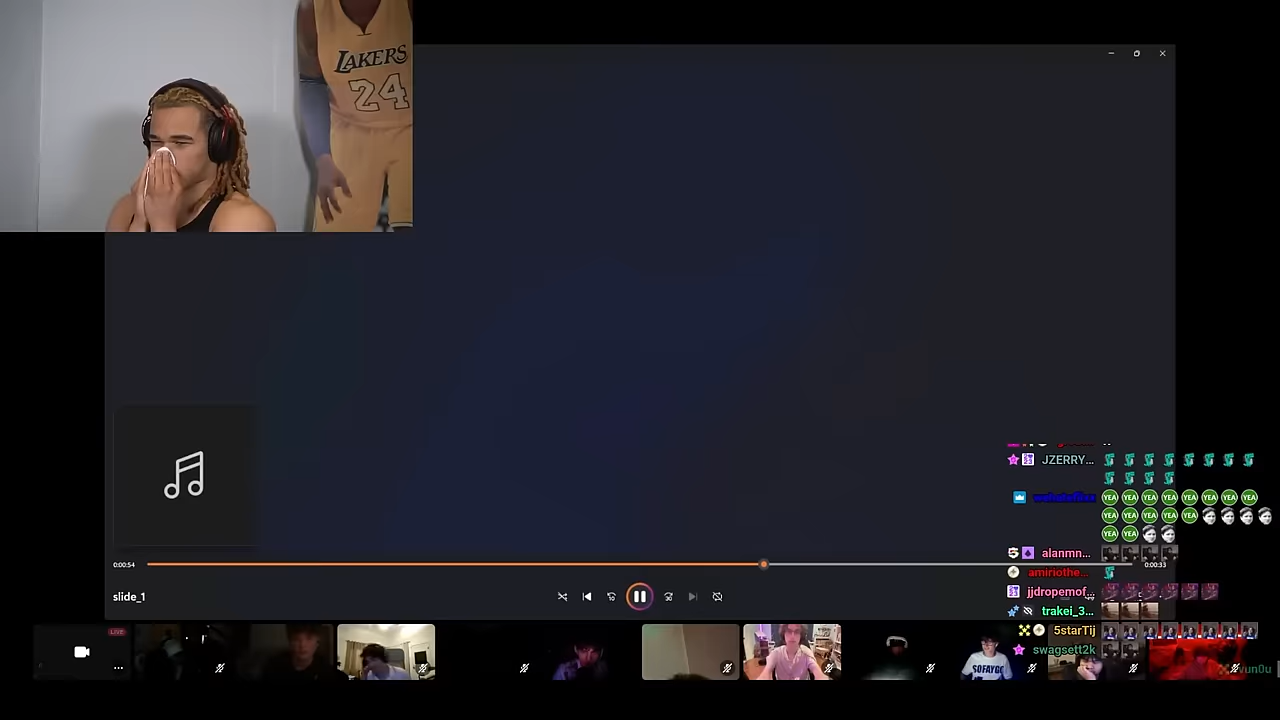 LAKERS
24
JZERRY...
YEA YEA YEA YEA YEA YEA YEA YEA
YEA YEA YEA YEA YEA
YEA YEA
alanmn...
0:00:54
0:00:33
amiriothe...
jjdropemof...
slide_1
trakei_3...
LIVE
5starTij
swagsett2k
SOFAYGO